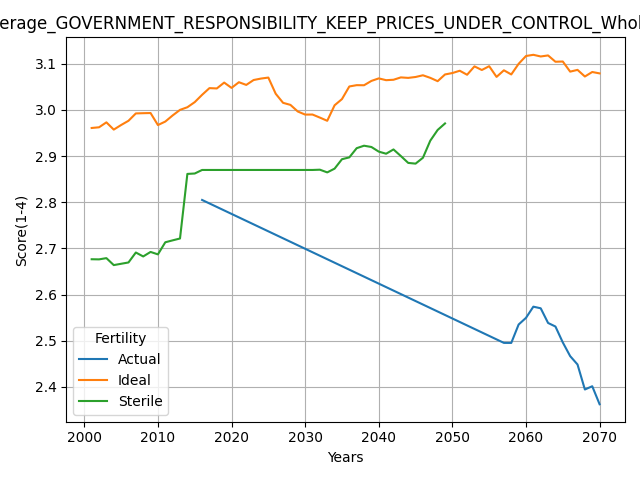 erage_GOVERNMENT_RESPONSIBILITY_KEEP_PRICES_UNDER_CONTROL_Whol
3.1
3.0
2.9
2.8
2.7
2.6
2.5
2.4
Score(1-4)
Fertility
Actual
Ideal
Sterile
2000 2010 2020 2030 2040 2050 2060 2070
Years